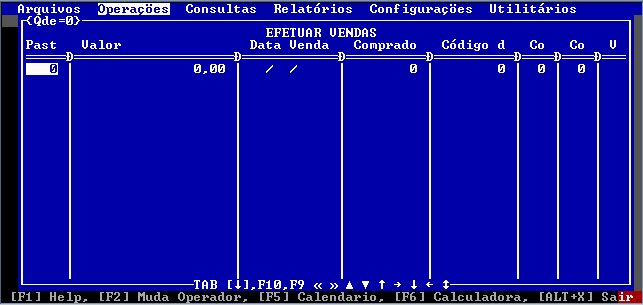 Arquivos Operações Consultas Relatórios Configurações Utilitários
(Qde=0)
EFETUAR VENDAS
Past Valor Data Venda Comprado Código d Co Co V
0 0,00 / / 0 0 0 0
TAB [↓],F10,F9 « » ▲ ▼ ↑ → ↓ ← ↕
[F1] Help, [F2] Muda Operador, [F5] Calendario, [F6] Calculadora, [ALT+X] Sair